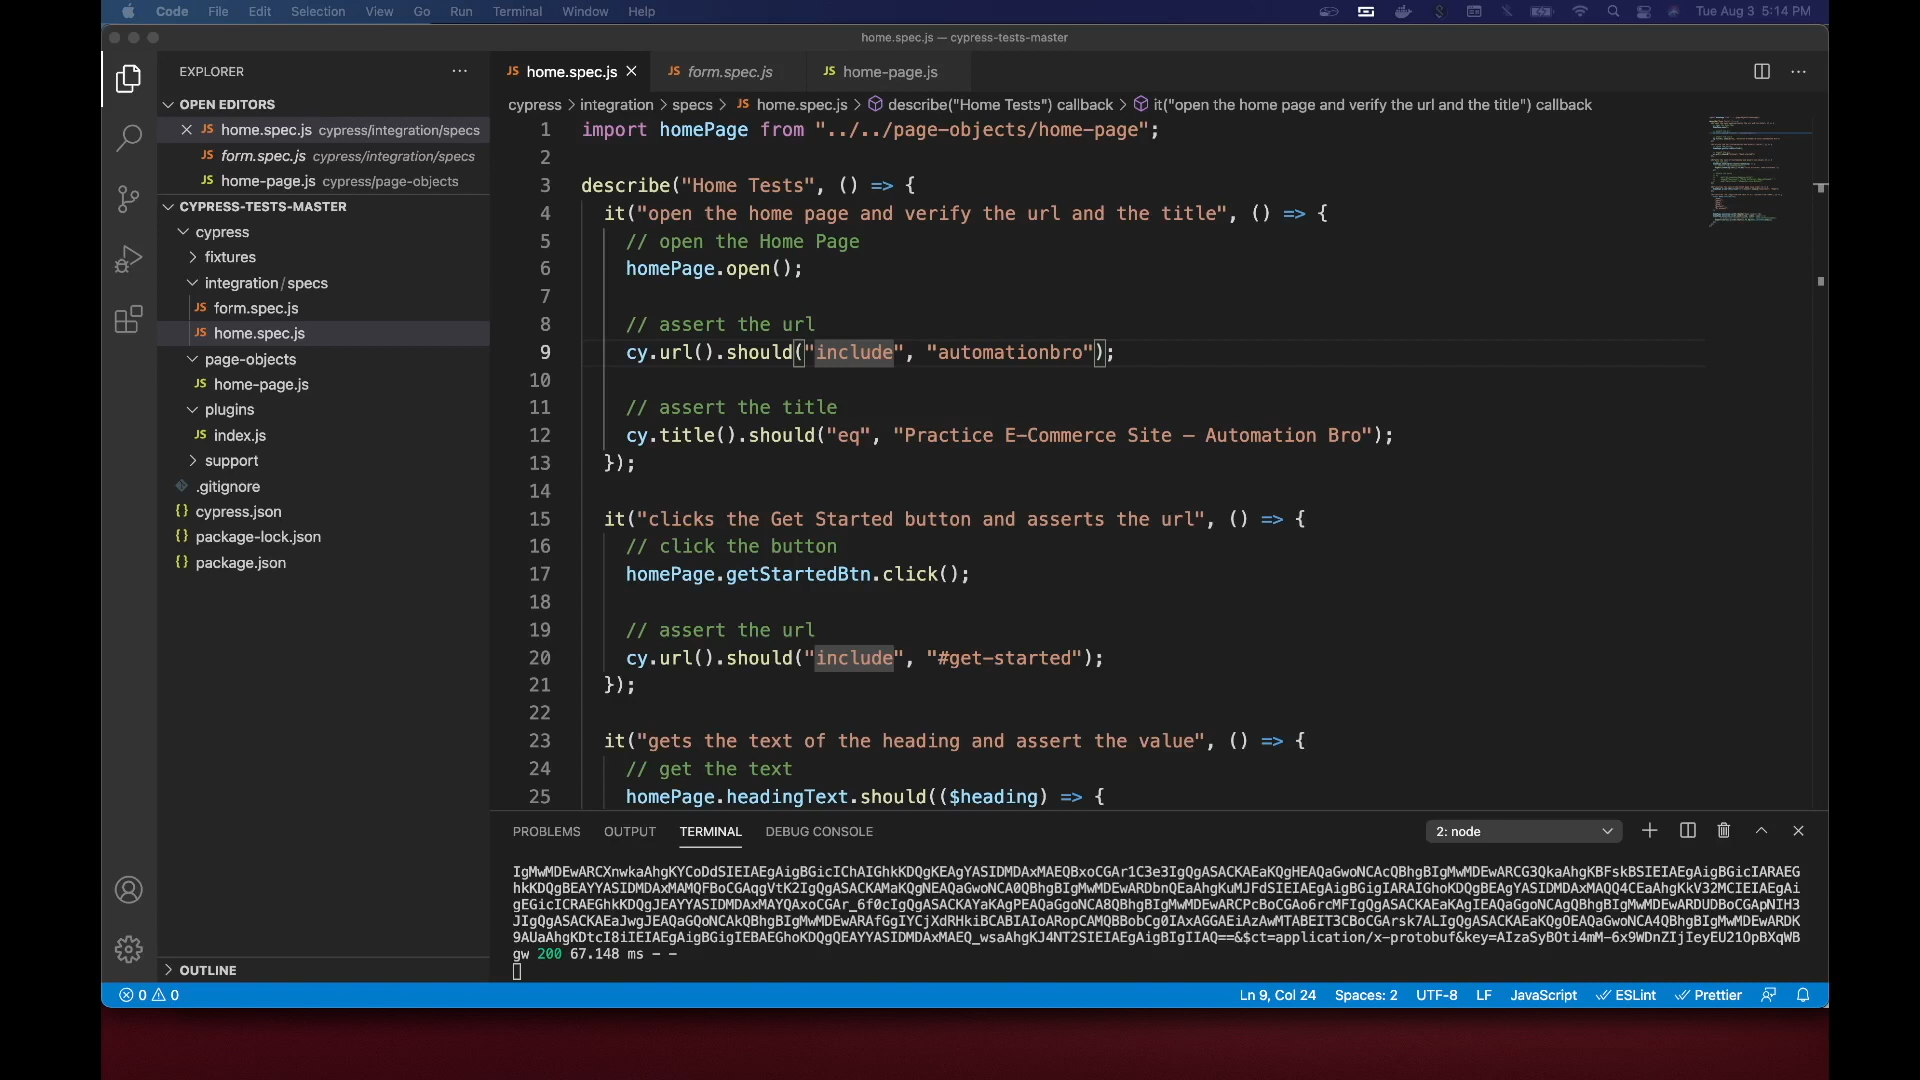 Code File Edit Selection View Go Run Terminal Window Help Tue Aug 3 5:14 PM
home.spec.js — cypress-tests-master
EXPLORER
OPEN EDITORS
home.spec.js cypress/integration/specs
form.spec.js cypress/integration/specs
home-page.js cypress/page-objects
CYPRESS-TESTS-MASTER
cypress
fixtures
integration/specs
JS form.spec.js
JS home.spec.js
page-objects
JS home-page.js
plugins
JS index.js
support
.gitignore
{} cypress.json
{} package-lock.json
{} package.json
OUTLINE
JS home.spec.js JS form.spec.js JS home-page.js
cypress > integration > specs > JS home.spec.js > describe("Home Tests") callback > it("open the home page and verify the url and the title") callback
1 import homePage from "../../page-objects/home-page";
2
3 describe("Home Tests", () => {
4 it("open the home page and verify the url and the title", () => {
5 // open the Home Page
6 homePage.open();
7
8 // assert the url
9 cy.url().should("include", "automationbro");
10
11 // assert the title
12 cy.title().should("eq", "Practice E-Commerce Site – Automation Bro");
13 });
14
15 it("clicks the Get Started button and asserts the url", () => {
16 // click the button
17 homePage.getStartedBtn.click();
18
19 // assert the url
20 cy.url().should("include", "#get-started");
21 });
22
23 it("gets the text of the heading and assert the value", () => {
24 // get the text
25 homePage.headingText.should(($heading) => {
PROBLEMS OUTPUT TERMINAL DEBUG CONSOLE 2: node
gw 200 67.148 ms - -
0 0 Ln 9, Col 24 Spaces: 2 UTF-8 LF JavaScript ESLint Prettier